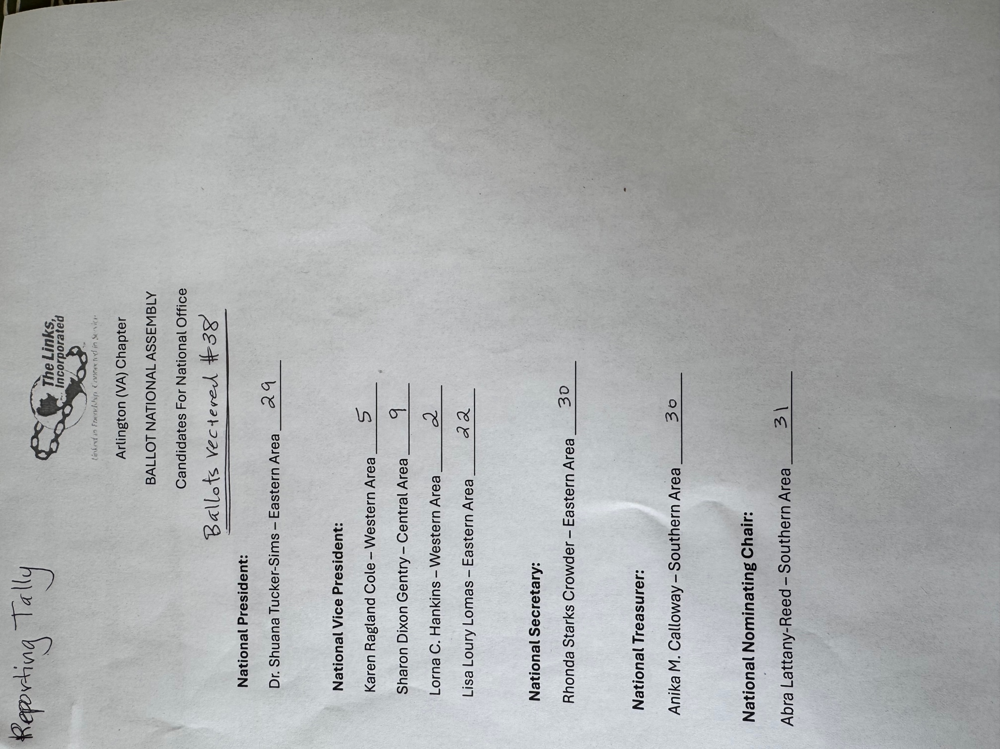 Reporting Tally
The Links,
Incorporated
Linked in Friendship, Connected in Service
Arlington (VA) Chapter
BALLOT NATIONAL ASSEMBLY
Candidates For National Office
Ballots #38
National President:
Dr. Shuana Tucker-Sims – Eastern Area 29
National Vice President:
Karen Ragland Cole – Western Area 5
Sharon Dixon Gentry – Central Area 9
Lorna C. Hankins – Western Area 2
Lisa Loury Lomas – Eastern Area 22
National Secretary:
Rhonda Starks Crowder – Eastern Area 30
National Treasurer:
Anika M. Calloway – Southern Area 30
National Nominating Chair:
Abra Lattany-Reed – Southern Area 31